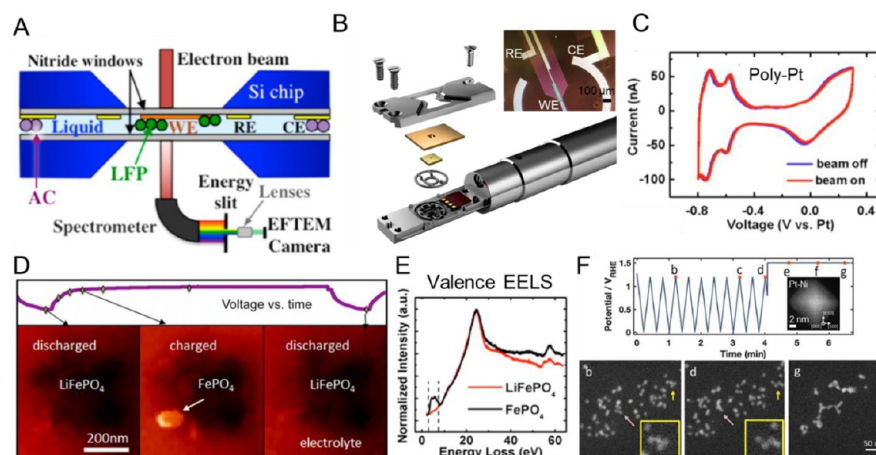 A
Nitride windows
Electron beam
Si chip
Liquid
WE
RE
CE
AC
LFP
Energy
slit
Lenses
Spectrometer
EFTEM
Camera
B
RE
CE
WE
100 µm
C
Poly-Pt
Current (nA)
50
0
-50
-100
beam off
beam on
-0.8
-0.4
0.0
0.4
Voltage (V vs. Pt)
D
Voltage vs. time
discharged
charged
discharged
LiFePO4
FePO4
LiFePO4
200nm
electrolyte
E
Valence EELS
Normalized Intensity (a.u.)
LiFePO4
FePO4
0 20 40 60
Energy Loss (eV)
F
Potential / VRHE
1.5
1.2
0.8
0.4
0
b c d e f g
Pt-Ni
2 nm
0 1 2 3 4 5 6
Time (min)
b
d
g